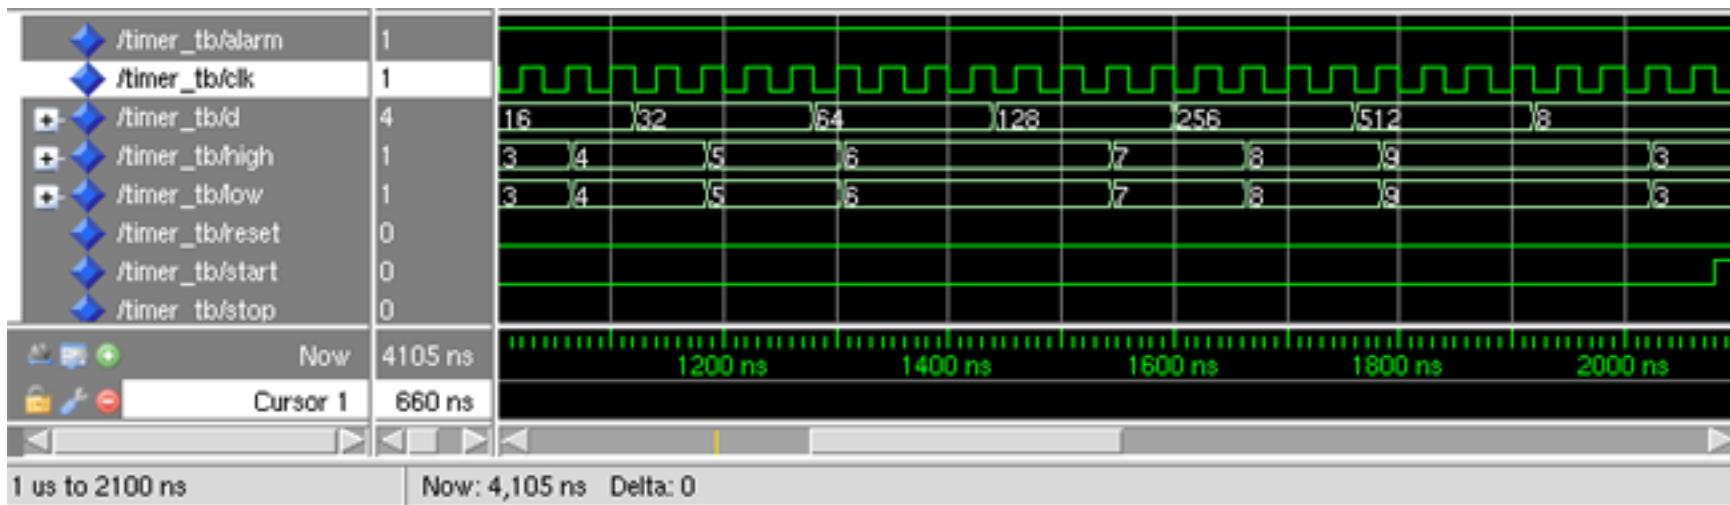 /timer_tb/alarm 1
/timer_tb/clk 1
/timer_tb/d 4 16 32 64 128 256 512 8
/timer_tb/high 1 3 4 5 6 7 8 9 3
/timer_tb/low 1 3 4 5 6 7 8 9 3
/timer_tb/reset 0
/timer_tb/start 0
/timer_tb/stop 0
Now 4105 ns 1200 ns 1400 ns 1600 ns 1800 ns 2000 ns
Cursor 1 660 ns
1 us to 2100 ns Now: 4,105 ns Delta: 0